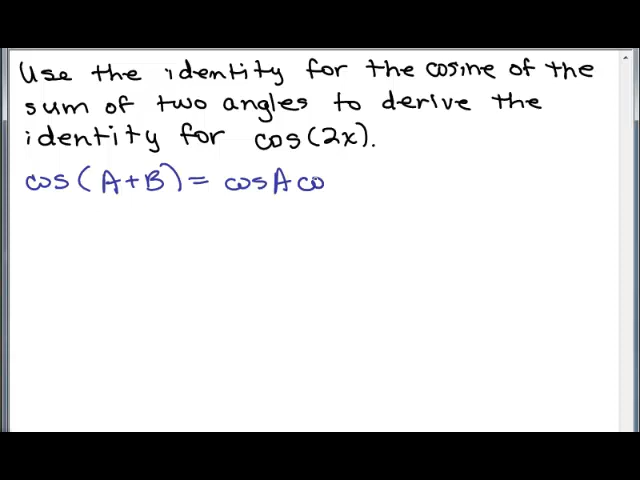 Use the identity for the cosine of the
sum of two angles to derive the
identity for cos(2x).
cos(A+B) = cosA co